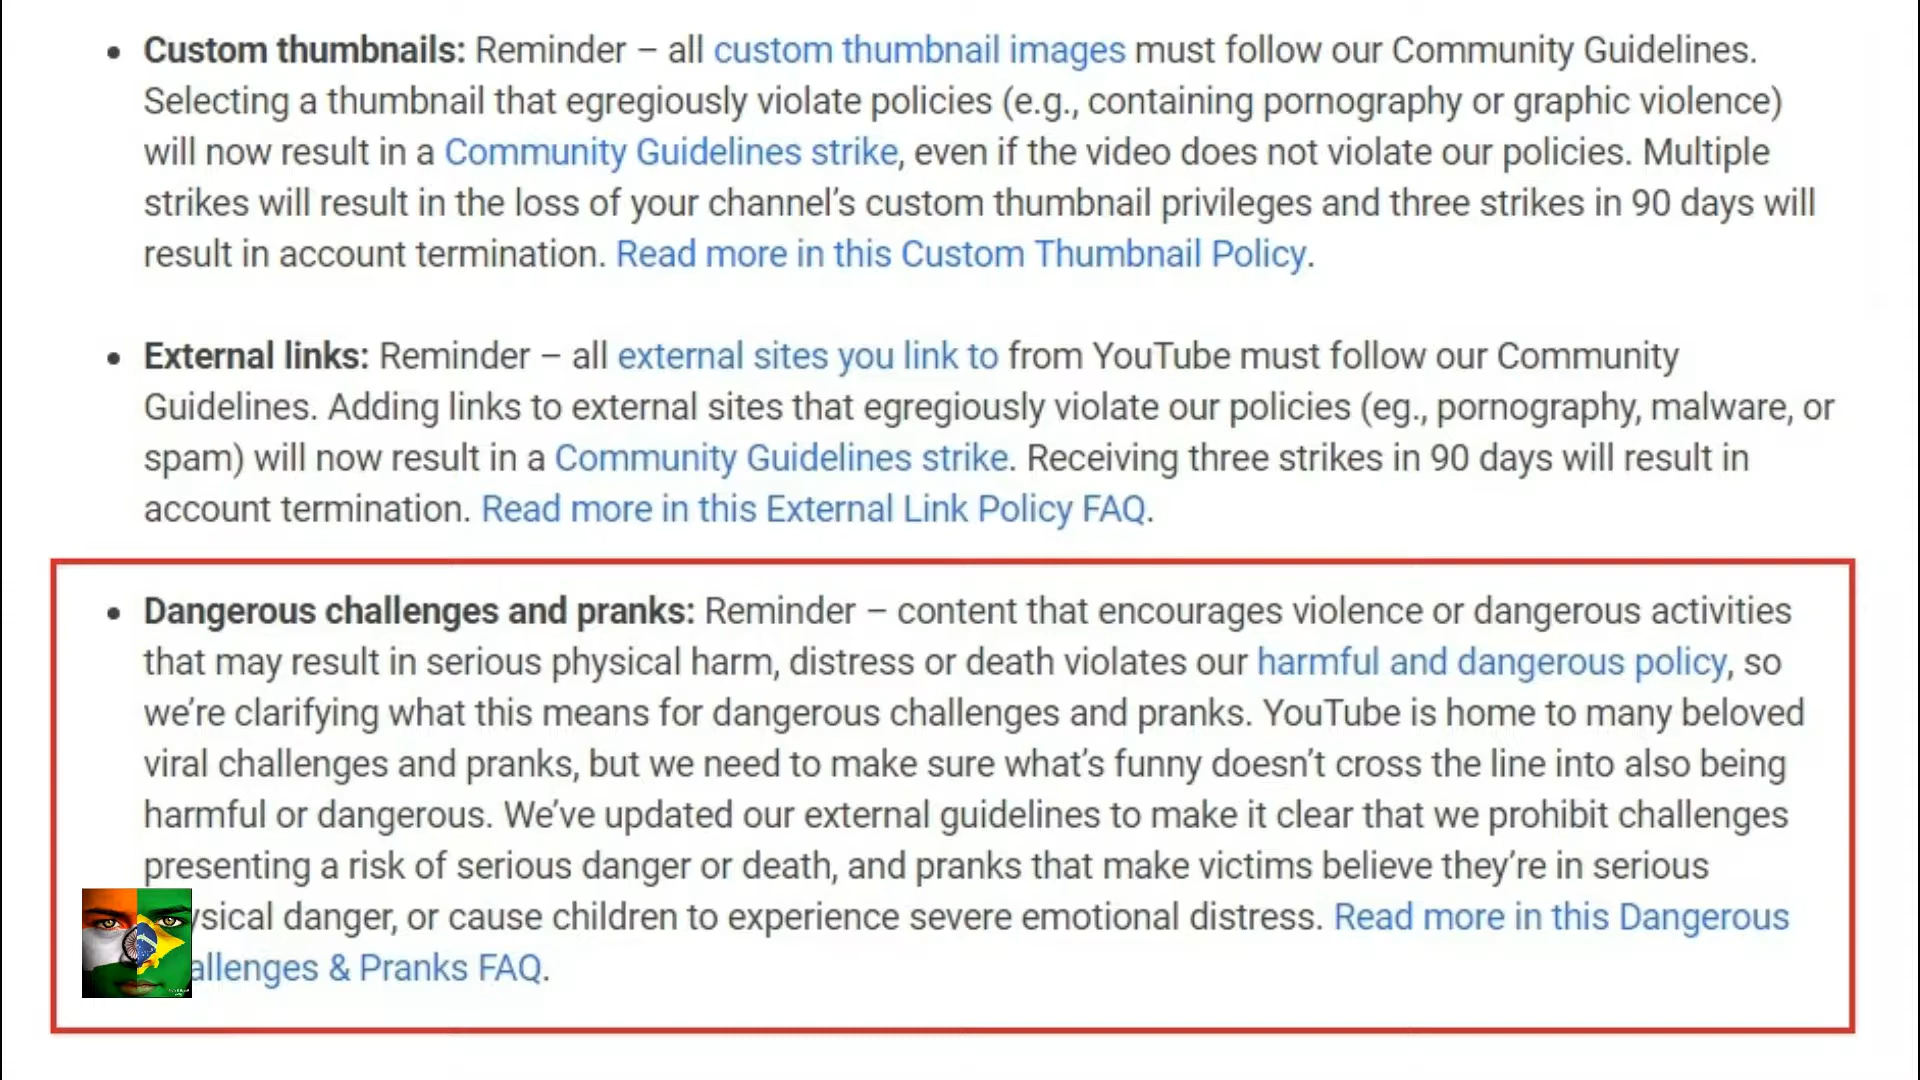 • Custom thumbnails: Reminder – all custom thumbnail images must follow our Community Guidelines.
Selecting a thumbnail that egregiously violate policies (e.g., containing pornography or graphic violence)
will now result in a Community Guidelines strike, even if the video does not violate our policies. Multiple
strikes will result in the loss of your channel’s custom thumbnail privileges and three strikes in 90 days will
result in account termination. Read more in this Custom Thumbnail Policy.
• External links: Reminder – all external sites you link to from YouTube must follow our Community
Guidelines. Adding links to external sites that egregiously violate our policies (eg., pornography, malware, or
spam) will now result in a Community Guidelines strike. Receiving three strikes in 90 days will result in
account termination. Read more in this External Link Policy FAQ.
• Dangerous challenges and pranks: Reminder – content that encourages violence or dangerous activities
that may result in serious physical harm, distress or death violates our harmful and dangerous policy, so
we’re clarifying what this means for dangerous challenges and pranks. YouTube is home to many beloved
viral challenges and pranks, but we need to make sure what’s funny doesn’t cross the line into also being
harmful or dangerous. We’ve updated our external guidelines to make it clear that we prohibit challenges
presenting a risk of serious danger or death, and pranks that make victims believe they’re in serious
ysical danger, or cause children to experience severe emotional distress. Read more in this Dangerous
allenges & Pranks FAQ.